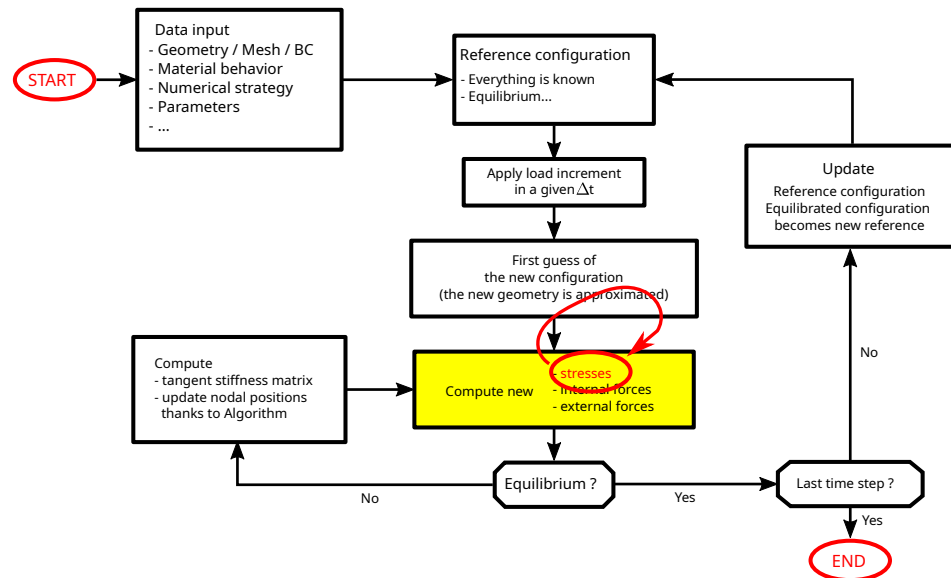 START
Data input
- Geometry / Mesh / BC
- Material behavior
- Numerical strategy
- Parameters
- ...
Reference configuration
- Everything is known
- Equilibrium...
Apply load increment
in a given Δt
First guess of
the new configuration
(the new geometry is approximated)
Update
Reference configuration
Equilibrated configuration
becomes new reference
Compute
- tangent stiffness matrix
- update nodal positions
thanks to Algorithm
Compute new
- stresses
- internal forces
- external forces
No
Equilibrium ?
No
Yes
Last time step ?
Yes
END